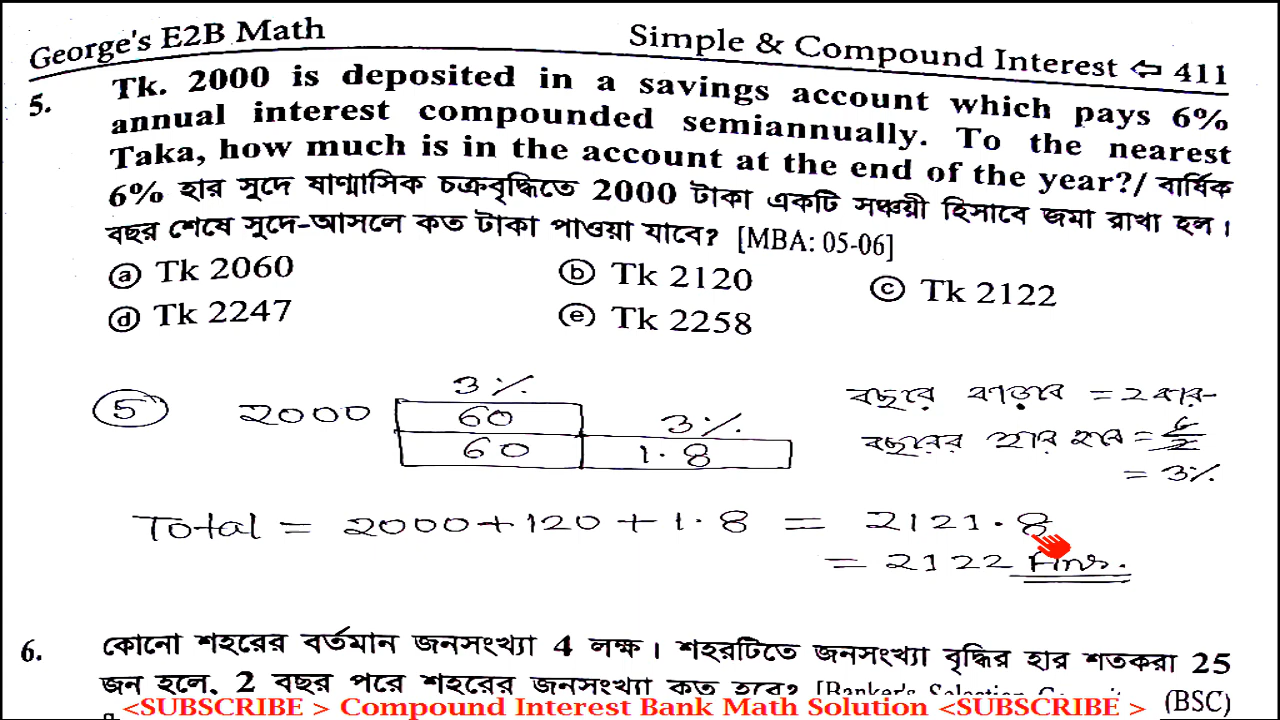 George's E2B Math
Simple & Compound Interest ⇦ 411
5. Tk. 2000 is deposited in a savings account which pays 6%
annual interest compounded semiannually. To the nearest
Taka, how much is in the account at the end of the year?/ বার্ষিক
6% হার সুদে ষাণ্মাসিক চক্রবৃদ্ধিতে 2000 টাকা একটি সঞ্চয়ী হিসাবে জমা রাখা হল।
বছর শেষে সুদে-আসলে কত টাকা পাওয়া যাবে? [MBA: 05-06]
ⓐ Tk 2060 ⓑ Tk 2120 ⓒ Tk 2122
ⓓ Tk 2247 ⓔ Tk 2258
3%
5 2000 60 3%
60 1.8
বছরে বাড়বে = 2 বার
বছরের হার হবে = 6/2
= 3%
Total = 2000 + 120 + 1.8 = 2121.8
= 2122 Ans.
6. কোনো শহরের বর্তমান জনসংখ্যা 4 লক্ষ। শহরটিতে জনসংখ্যা বৃদ্ধির হার শতকরা 25
জন হলে, 2 বছর পরে শহরের জনসংখ্যা কত হবে? [Banker's Selection
(BSC)
<SUBSCRIBE > Compound Interest Bank Math Solution <SUBSCRIBE >